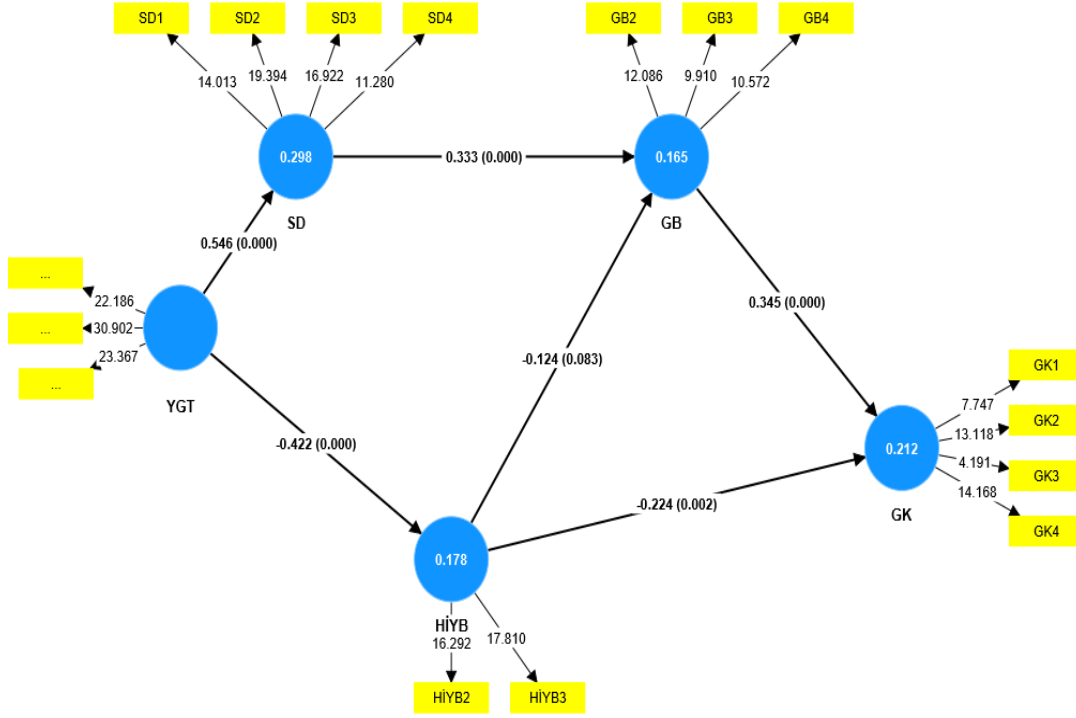 SD1
SD2
SD3
SD4
GB2
GB3
GB4
14.013
19.394
16.922
11.280
12.086
9.910
10.572
0.298
0.333 (0.000)
0.165
SD
GB
0.546 (0.000)
...
22.186
...
30.902
...
23.367
YGT
0.345 (0.000)
-0.124 (0.083)
-0.422 (0.000)
GK1
7.747
GK2
13.118
0.212
4.191
GK3
14.168
GK4
GK
-0.224 (0.002)
0.178
HİYB
16.292
17.810
HİYB2
HİYB3